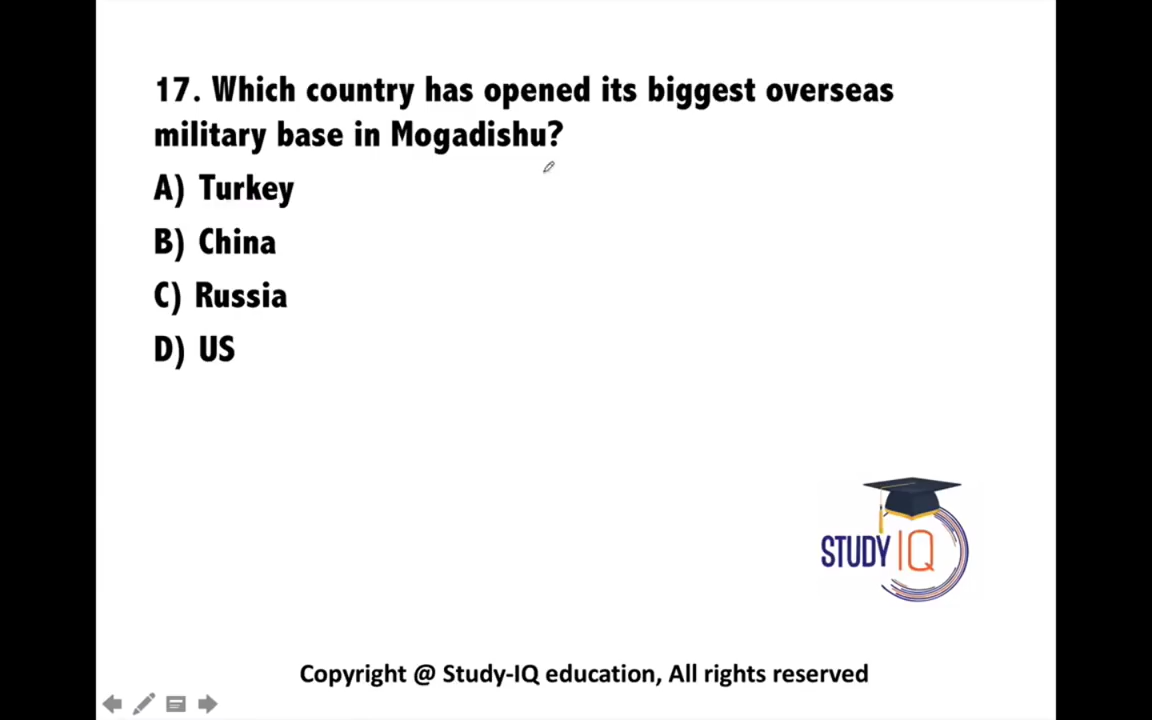 17. Which country has opened its biggest overseas
military base in Mogadishu?
A) Turkey
B) China
C) Russia
D) US
STUDY IQ
Copyright @ Study-IQ education, All rights reserved